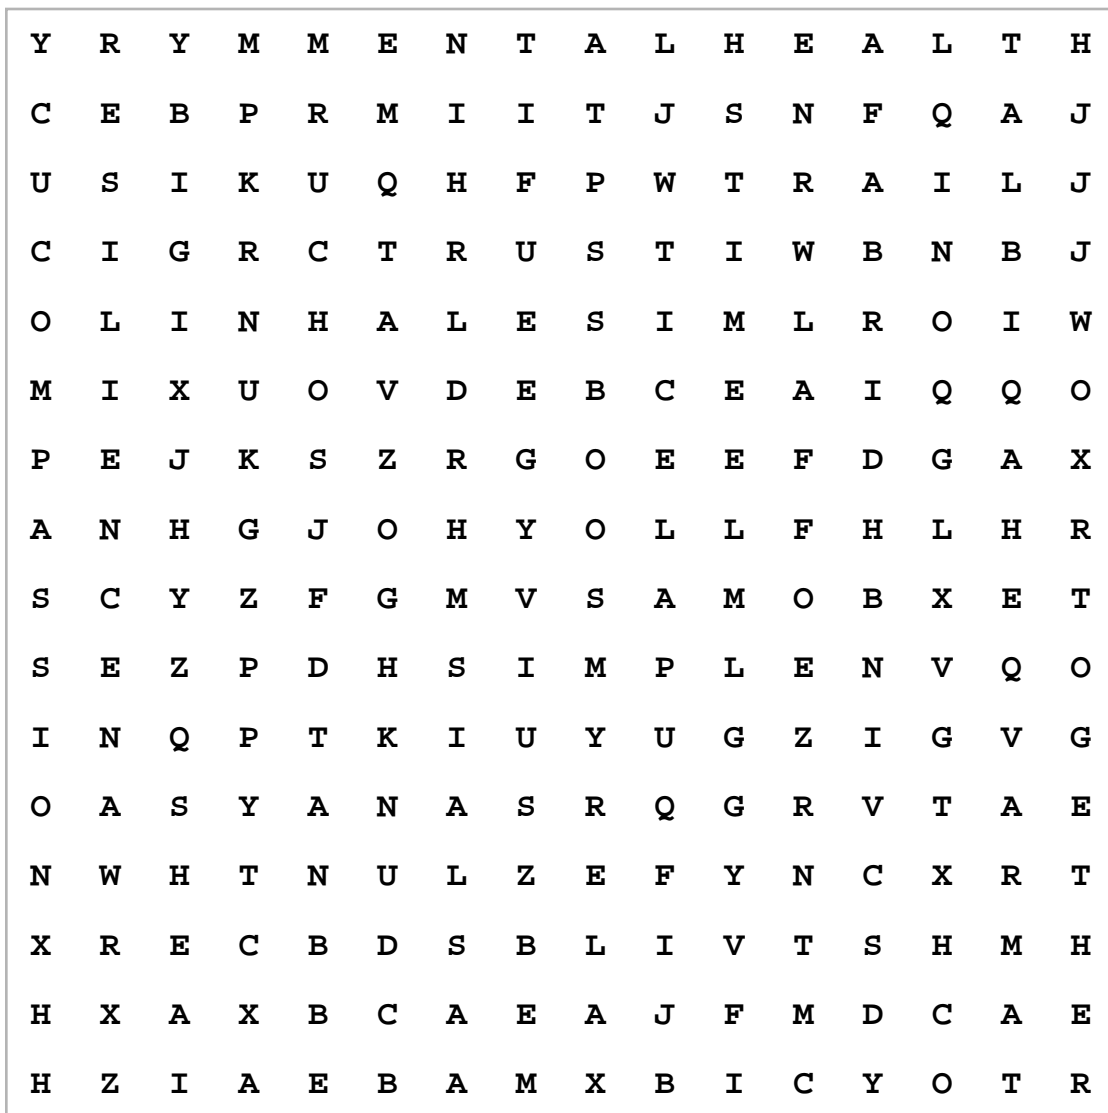 Y R Y M M E N T A L H E A L T H
C E B P R M I I T J S N F Q A J
U S I K U Q H F P W T R A I L J
C I G R C T R U S T I W B N B J
O L I N H A L E S I M L R O I W
M I X U O V D E B C E A I Q Q O
P E J K S Z R G O E E F D G A X
A N H G J O H Y O L L F H L H R
S C Y Z F G M V S A M O B X E T
S E Z P D H S I M P L E N V Q O
I N Q P T K I U Y U G Z I G V G
O A S Y A N A S R Q G R V T A E
N W H T N U L Z E F Y N C X R T
X R E C B D S B L I V T S H M H
H X A X B C A E A J F M D C A E
H Z I A E B A M X B I C Y O T R